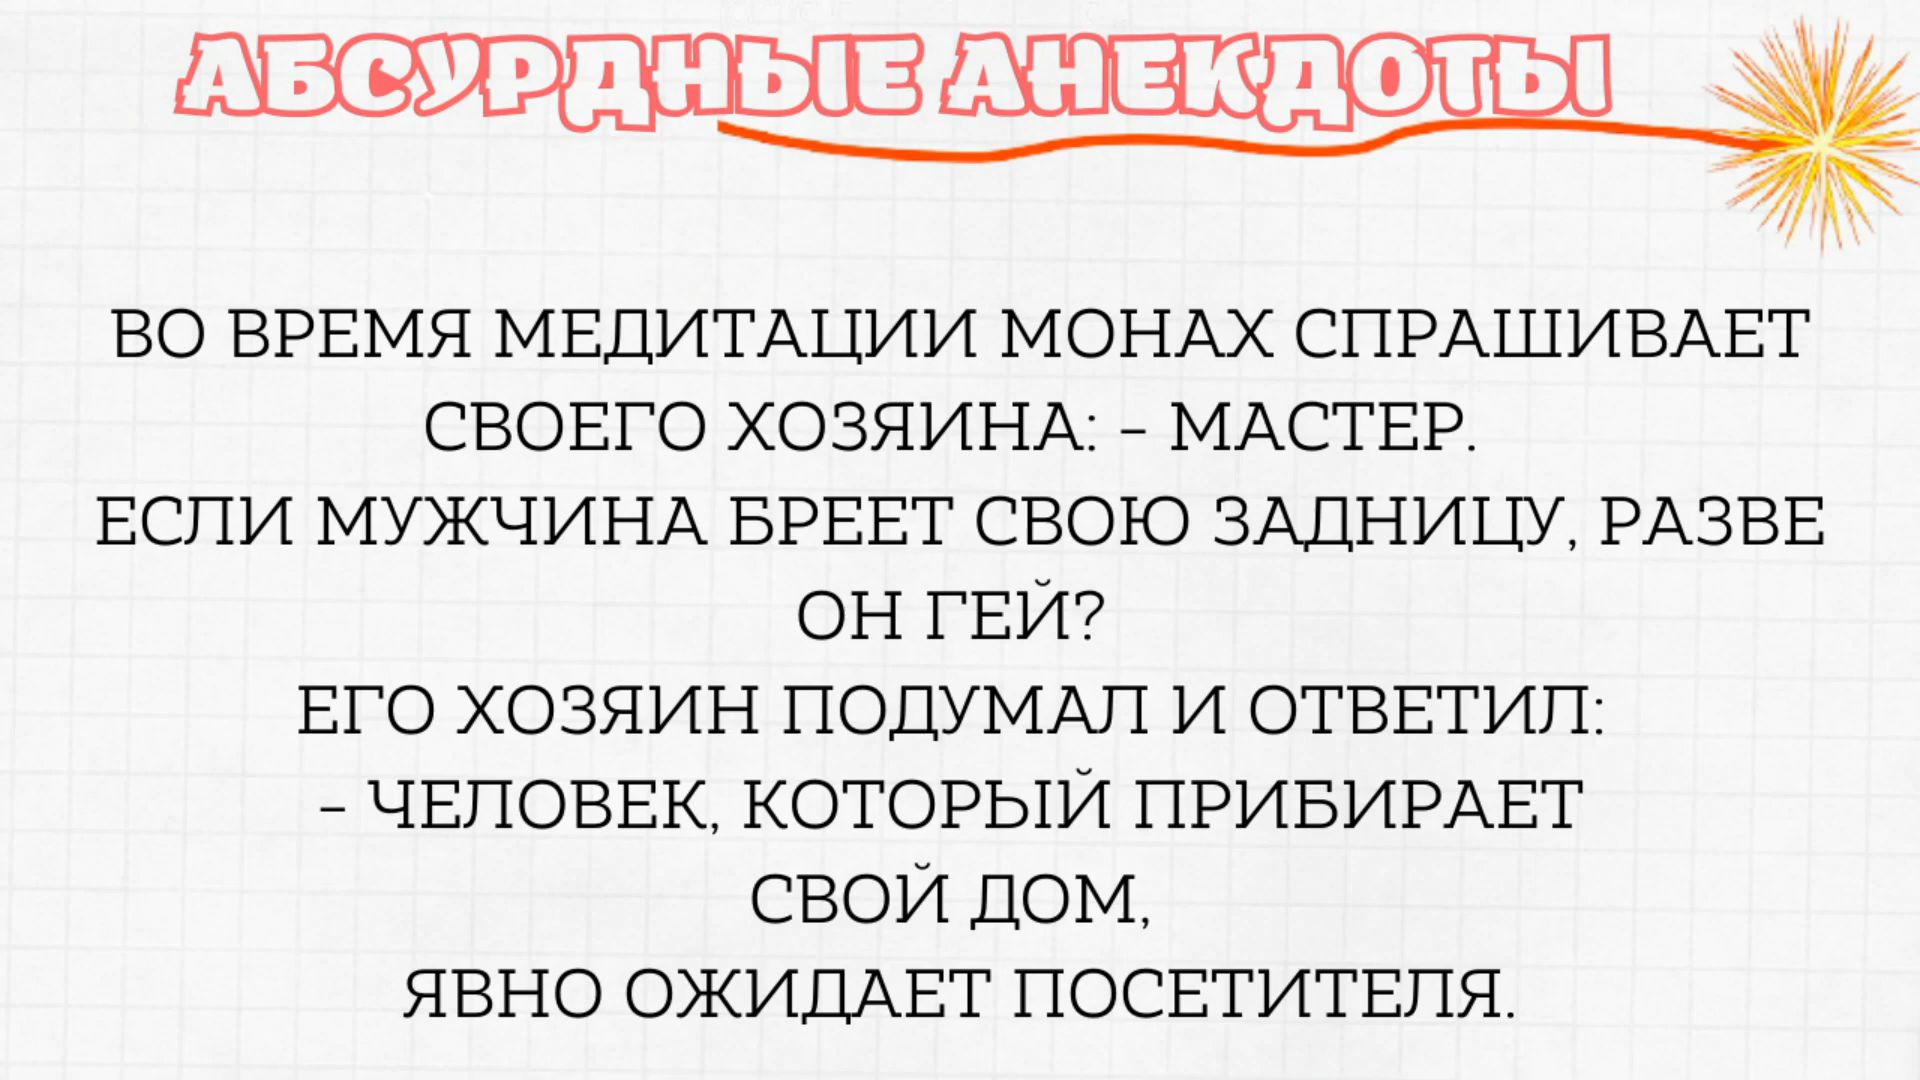 АБСУРДНЫЕ АНЕКДОТЫ
ВО ВРЕМЯ МЕДИТАЦИИ МОНАХ СПРАШИВАЕТ
СВОЕГО ХОЗЯИНА: - МАСТЕР.
ЕСЛИ МУЖЧИНА БРЕЕТ СВОЮ ЗАДНИЦУ, РАЗВЕ
ОН ГЕЙ?
ЕГО ХОЗЯИН ПОДУМАЛ И ОТВЕТИЛ:
- ЧЕЛОВЕК, КОТОРЫЙ ПРИБИРАЕТ
СВОЙ ДОМ,
ЯВНО ОЖИДАЕТ ПОСЕТИТЕЛЯ.